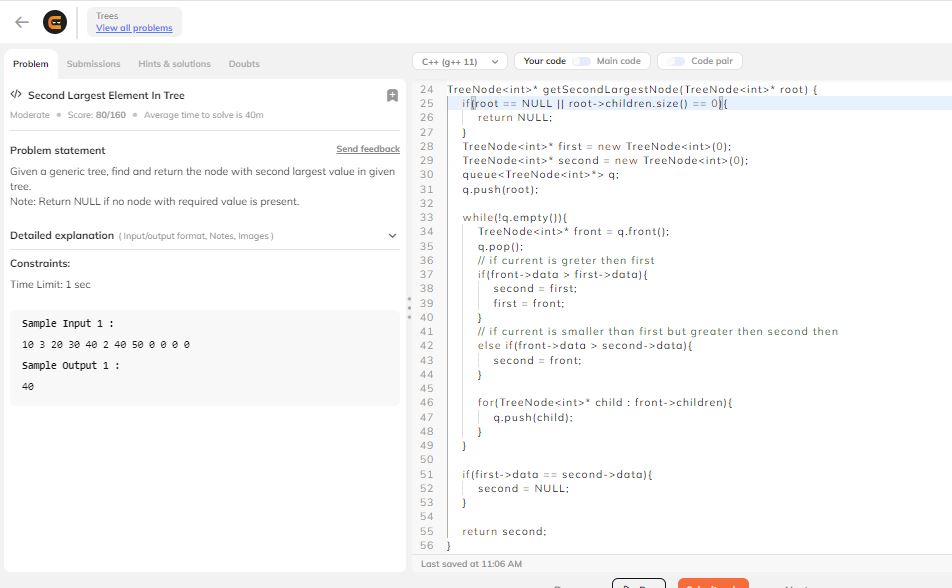 Trees
View all problems
Problem
Submissions
Hints & solutions
Doubts
C++ (g++ 11)
Your code
Main code
Code pair
</> Second Largest Element In Tree
Moderate • Score: 80/160 • Average time to solve is 40m
Problem statement
Send feedback
Given a generic tree, find and return the node with second largest value in given
tree.
Note: Return NULL if no node with required value is present.
Detailed explanation ( Input/output format, Notes, Images )
Constraints:
Time Limit: 1 sec
Sample Input 1 :
10 3 20 30 40 2 40 50 0 0 0 0
Sample Output 1 :
40
24 TreeNode<int>* getSecondLargestNode(TreeNode<int>* root) {
25 if(root == NULL || root->children.size() == 0){
26 return NULL;
27 }
28 TreeNode<int>* first = new TreeNode<int>(0);
29 TreeNode<int>* second = new TreeNode<int>(0);
30 queue<TreeNode<int>*> q;
31 q.push(root);
32
33 while(!q.empty()){
34 TreeNode<int>* front = q.front();
35 q.pop();
36 // if current is greter then first
37 if(front->data > first->data){
38 second = first;
39 first = front;
40 }
41 // if current is smaller than first but greater then second then
42 else if(front->data > second->data){
43 second = front;
44 }
45
46 for(TreeNode<int>* child : front->children){
47 q.push(child);
48 }
49 }
50
51 if(first->data == second->data){
52 second = NULL;
53 }
54
55 return second;
56 }
Last saved at 11:06 AM